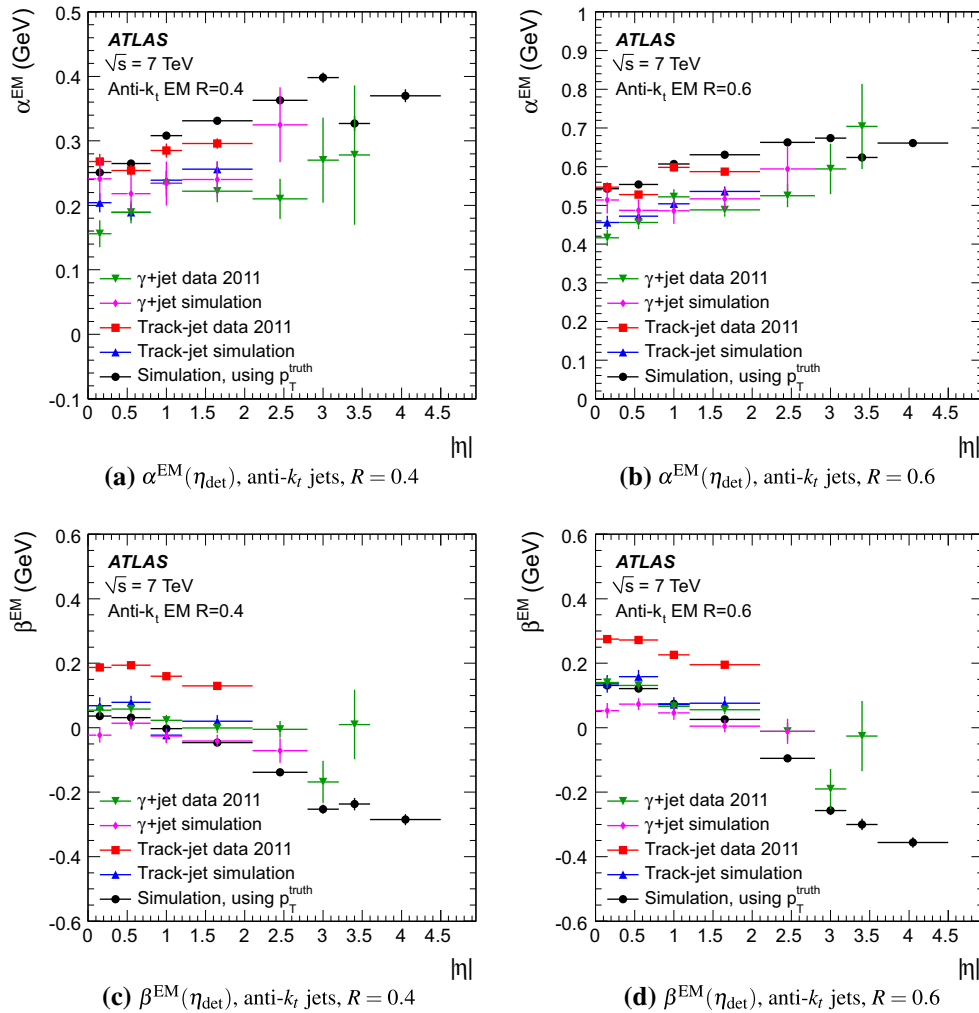 α^EM (GeV)
0.5
0.4
0.3
0.2
0.1
0
-0.1
ATLAS
√s = 7 TeV
Anti-k_t EM R=0.4
γ+jet data 2011
γ+jet simulation
Track-jet data 2011
Track-jet simulation
Simulation, using p_T^truth
0 0.5 1 1.5 2 2.5 3 3.5 4 4.5
|η|
(a) α^EM(η_det), anti-k_t jets, R = 0.4
α^EM (GeV)
1
0.9
0.8
0.7
0.6
0.5
0.4
0.3
0.2
0.1
0
ATLAS
√s = 7 TeV
Anti-k_t EM R=0.6
γ+jet data 2011
γ+jet simulation
Track-jet data 2011
Track-jet simulation
Simulation, using p_T^truth
0 0.5 1 1.5 2 2.5 3 3.5 4 4.5
|η|
(b) α^EM(η_det), anti-k_t jets, R = 0.6
β^EM (GeV)
0.6
0.4
0.2
0
-0.2
-0.4
-0.6
ATLAS
√s = 7 TeV
Anti-k_t EM R=0.4
γ+jet data 2011
γ+jet simulation
Track-jet data 2011
Track-jet simulation
Simulation, using p_T^truth
0 0.5 1 1.5 2 2.5 3 3.5 4 4.5
|η|
(c) β^EM(η_det), anti-k_t jets, R = 0.4
β^EM (GeV)
0.6
0.4
0.2
0
-0.2
-0.4
-0.6
ATLAS
√s = 7 TeV
Anti-k_t EM R=0.6
γ+jet data 2011
γ+jet simulation
Track-jet data 2011
Track-jet simulation
Simulation, using p_T^truth
0 0.5 1 1.5 2 2.5 3 3.5 4 4.5
|η|
(d) β^EM(η_det), anti-k_t jets, R = 0.6